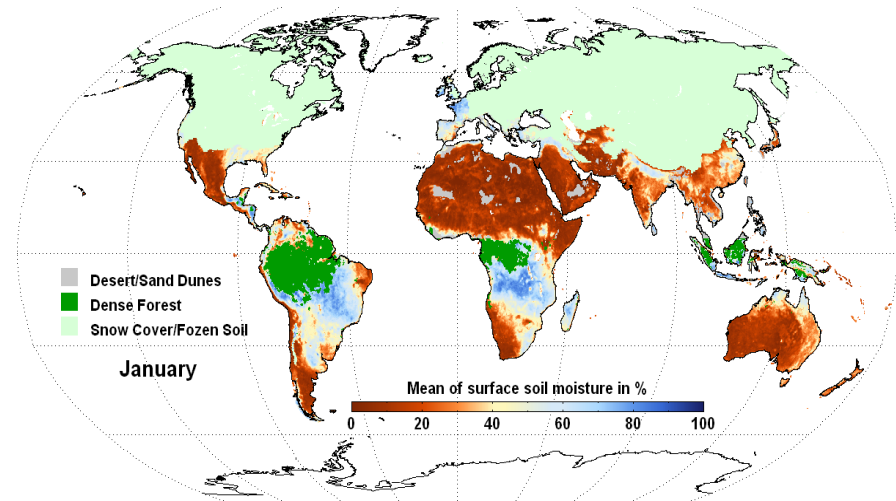 Desert/Sand Dunes
Dense Forest
Snow Cover/Fozen Soil
January
Mean of surface soil moisture in %
0 20 40 60 80 100